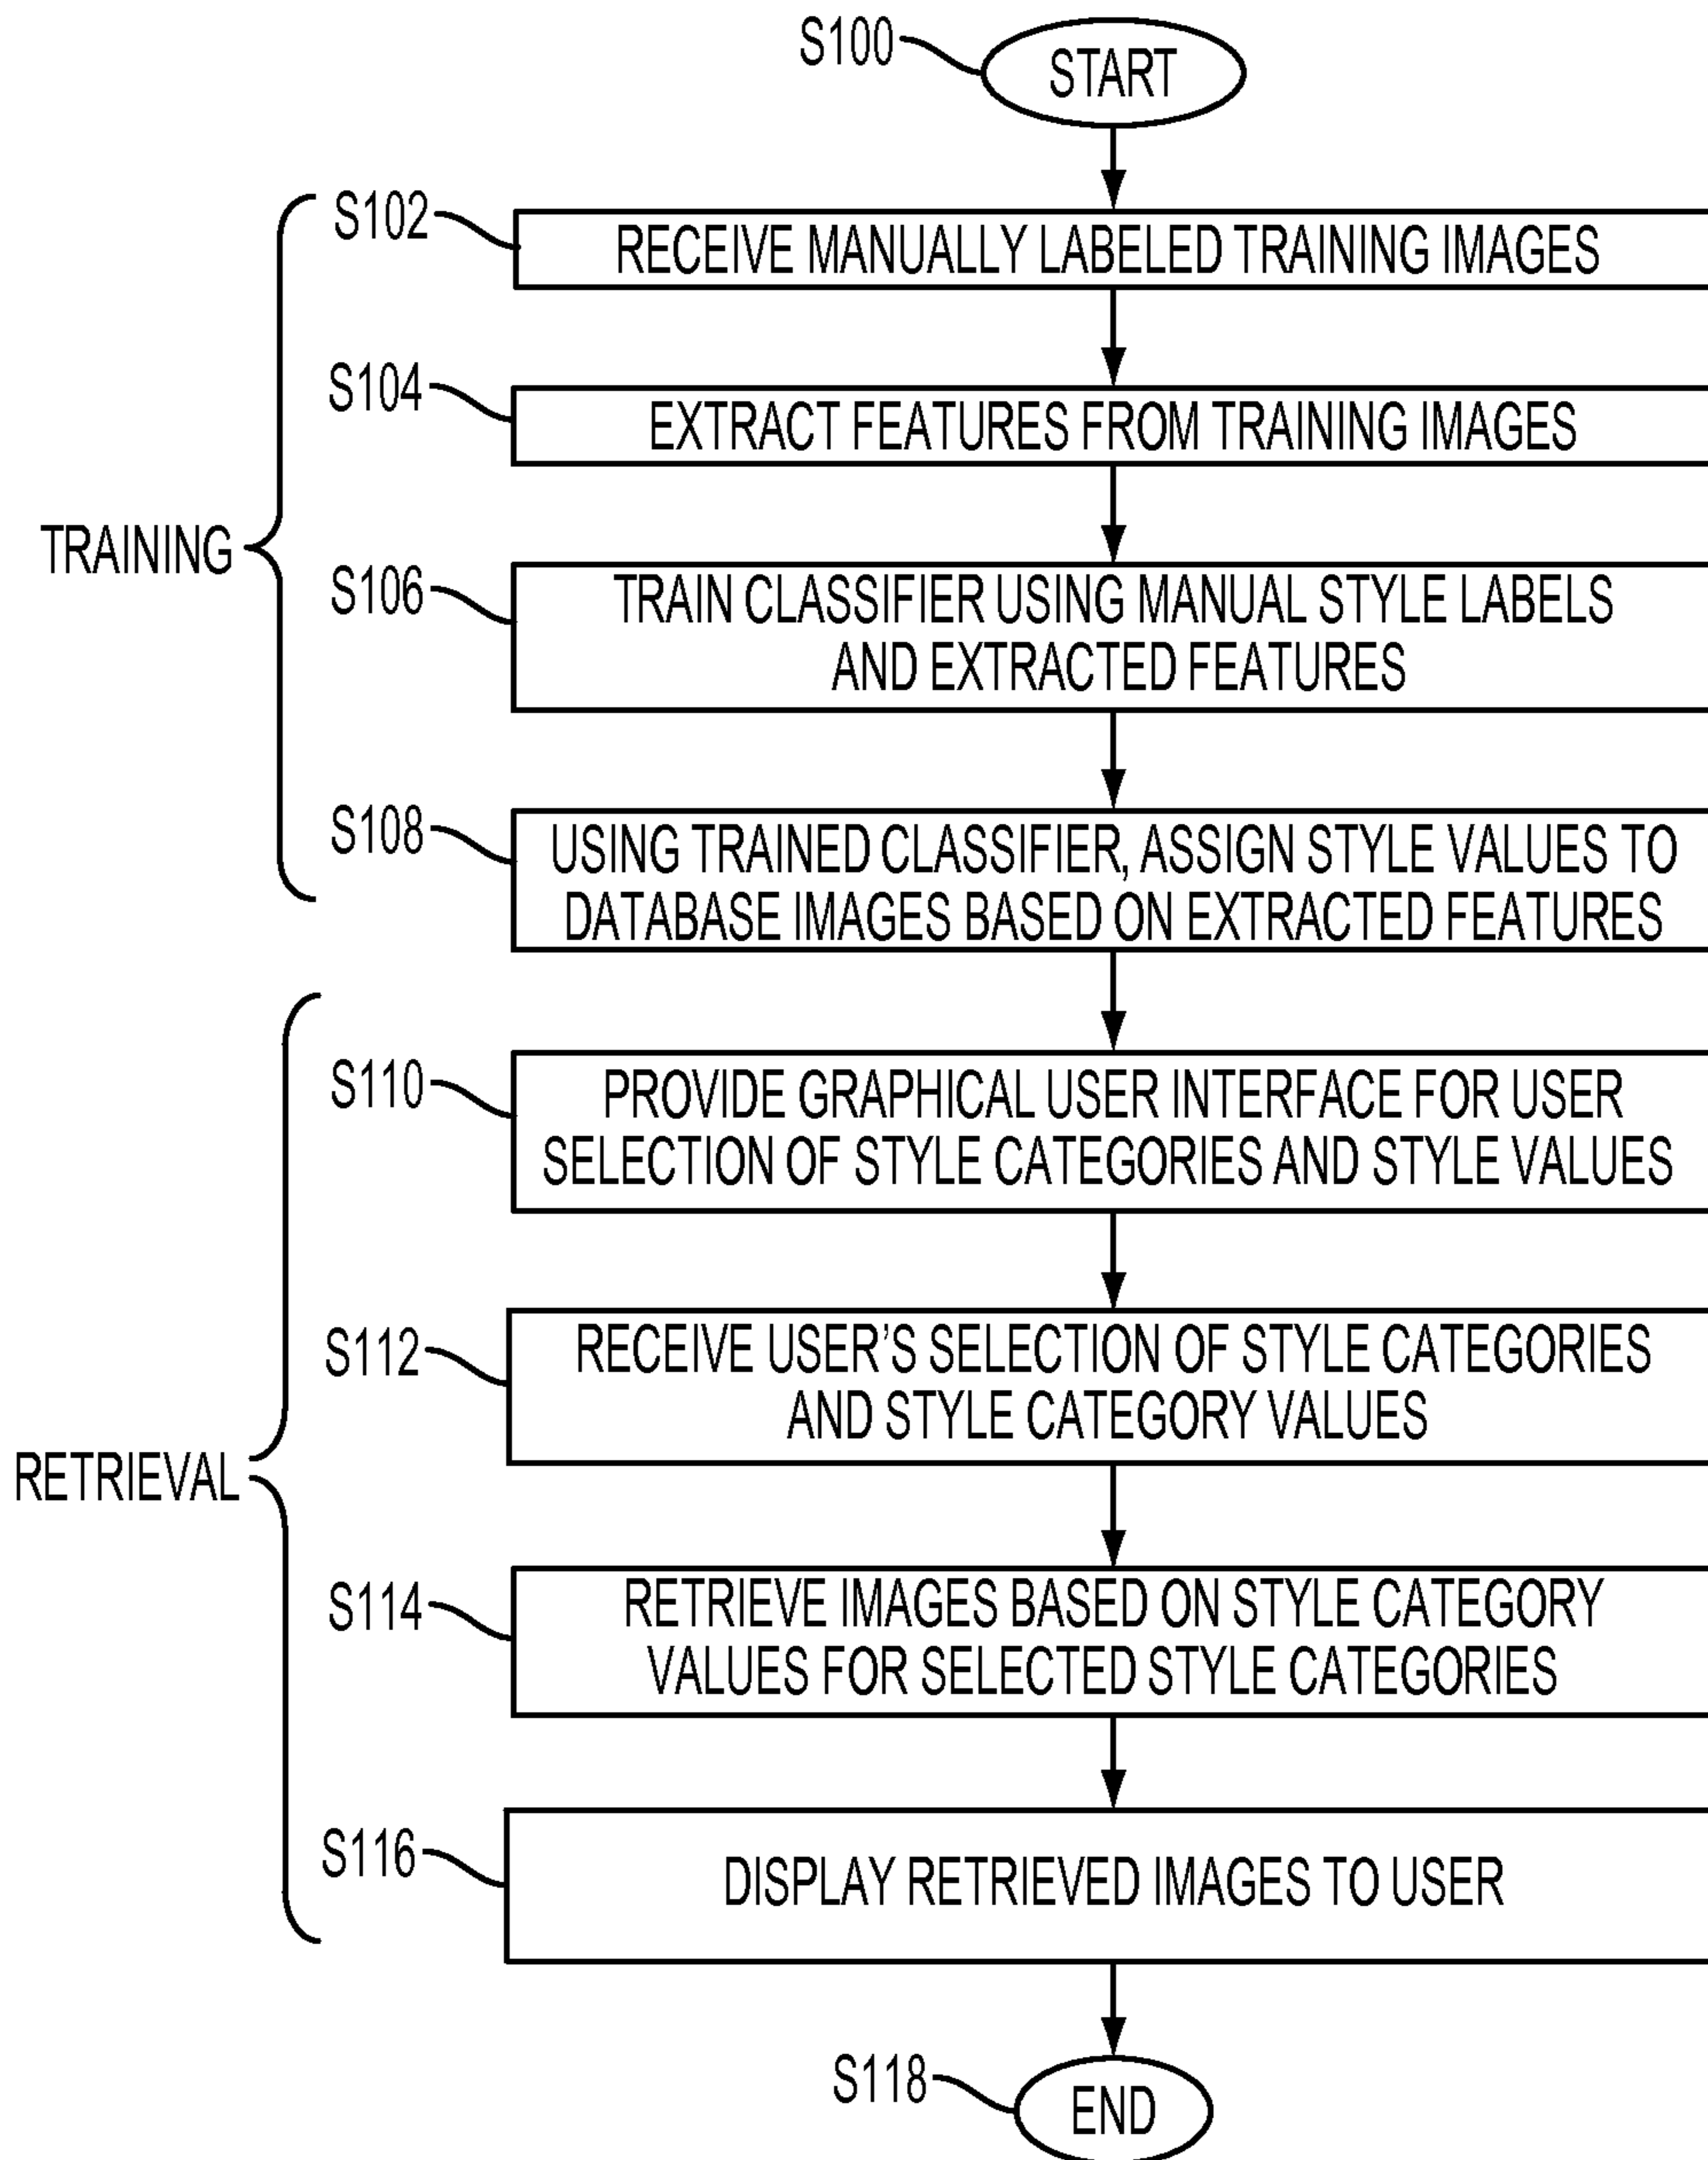 S100
START
S102
RECEIVE MANUALLY LABELED TRAINING IMAGES
S104
EXTRACT FEATURES FROM TRAINING IMAGES
TRAINING
S106
TRAIN CLASSIFIER USING MANUAL STYLE LABELS
AND EXTRACTED FEATURES
S108
USING TRAINED CLASSIFIER, ASSIGN STYLE VALUES TO
DATABASE IMAGES BASED ON EXTRACTED FEATURES
S110
PROVIDE GRAPHICAL USER INTERFACE FOR USER
SELECTION OF STYLE CATEGORIES AND STYLE VALUES
S112
RECEIVE USER’S SELECTION OF STYLE CATEGORIES
AND STYLE CATEGORY VALUES
RETRIEVAL
S114
RETRIEVE IMAGES BASED ON STYLE CATEGORY
VALUES FOR SELECTED STYLE CATEGORIES
S116
DISPLAY RETRIEVED IMAGES TO USER
S118
END